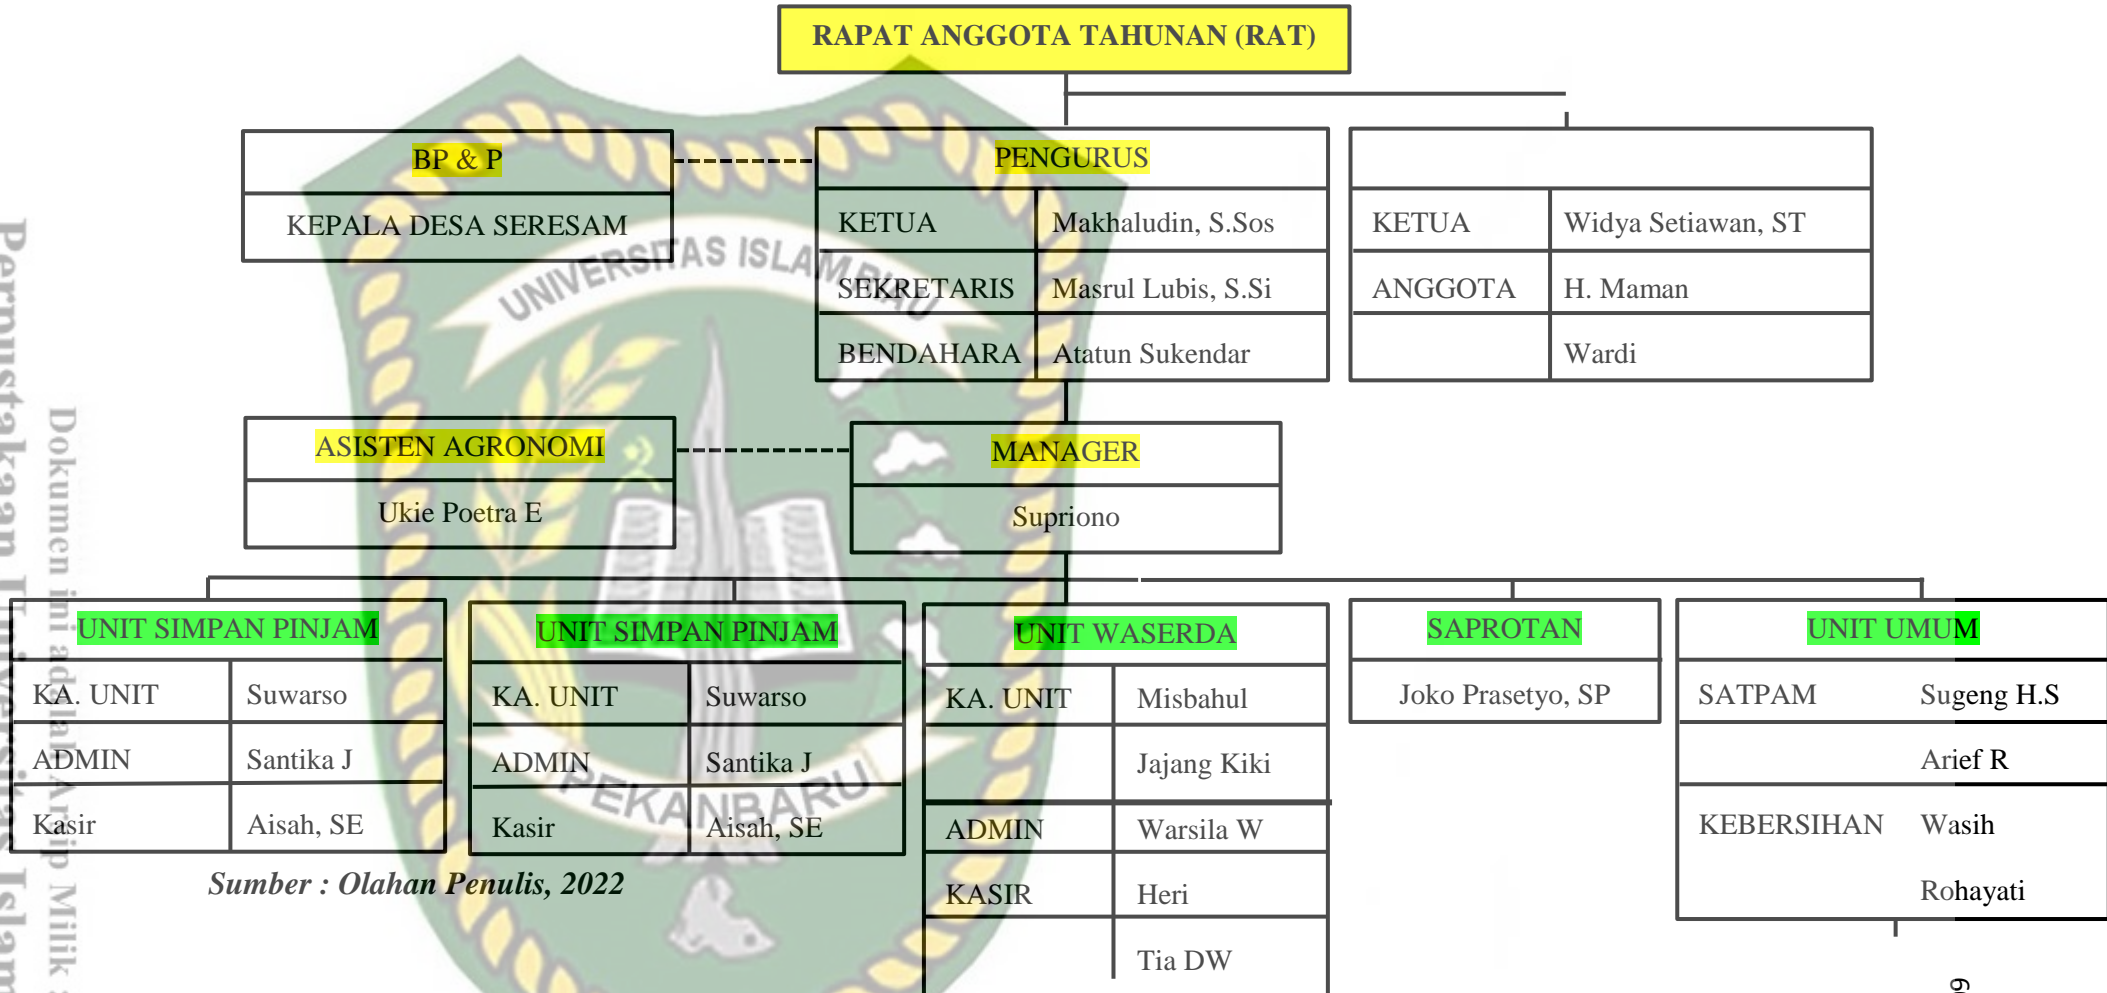 RAPAT ANGGOTA TAHUNAN (RAT)
BP & P
KEPALA DESA SERESAM
PENGURUS
KETUA Makhaludin, S.Sos
SEKRETARIS Masrul Lubis, S.Si
BENDAHARA Atatun Sukendar
KETUA Widya Setiawan, ST
ANGGOTA H. Maman
Wardi
ASISTEN AGRONOMI
Ukie Poetra E
MANAGER
Supriono
UNIT SIMPAN PINJAM
KA. UNIT Suwarso
ADMIN Santika J
Kasir Aisah, SE
UNIT SIMPAN PINJAM
KA. UNIT Suwarso
ADMIN Santika J
Kasir Aisah, SE
UNIT WASERDA
KA. UNIT Misbahul
Jajang Kiki
ADMIN Warsila W
KASIR Heri
Tia DW
SAPROTAN
Joko Prasetyo, SP
UNIT UMUM
SATPAM Sugeng H.S
Arief R
KEBERSIHAN Wasih
Rohayati
Sumber : Olahan Penulis, 2022
UNIVERSITAS ISLAM RIAU
PEKANBARU
Perpustakaan Universitas Islam
Dokumen ini adalah Arsip Milik :